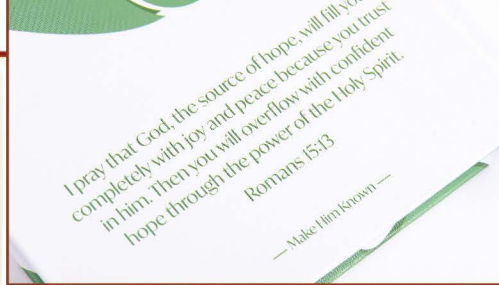 I pray that God, the source of hope, will fill you
completely with joy and peace because you trust
in him. Then you will overflow with confident
hope through the power of the Holy Spirit.
Romans 15:13
— Make Him Known —